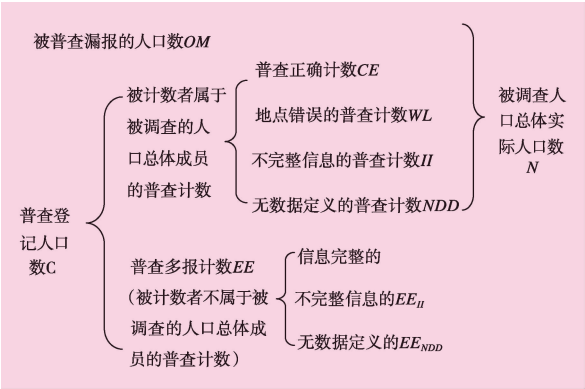 被普查漏报的人口数OM
普查登
记人口
数C
被计数者属于
被调查的人
口总体成员
的普查计数
普查正确计数CE
地点错误的普查计数WL
不完整信息的普查计数II
无数据定义的普查计数NDD
被调查人
口总体实
际人口数
N
普查多报计数EE
（被计数者不属于被
调查的人口总体成
员的普查计数）
信息完整的
不完整信息的EEII
无数据定义的EENDD